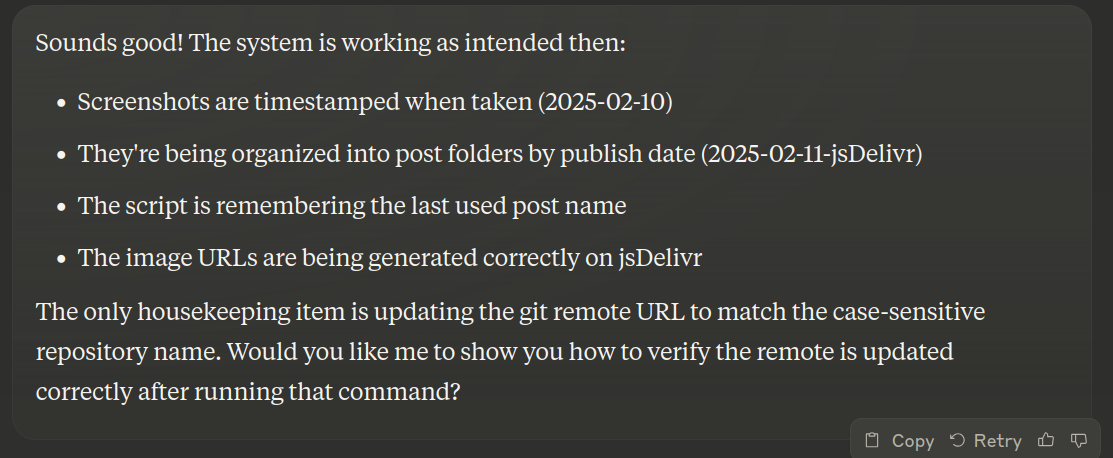 Sounds good! The system is working as intended then:
• Screenshots are timestamped when taken (2025-02-10)
• They're being organized into post folders by publish date (2025-02-11-jsDelivr)
• The script is remembering the last used post name
• The image URLs are being generated correctly on jsDelivr
The only housekeeping item is updating the git remote URL to match the case-sensitive
repository name. Would you like me to show you how to verify the remote is updated
correctly after running that command?
Copy Retry